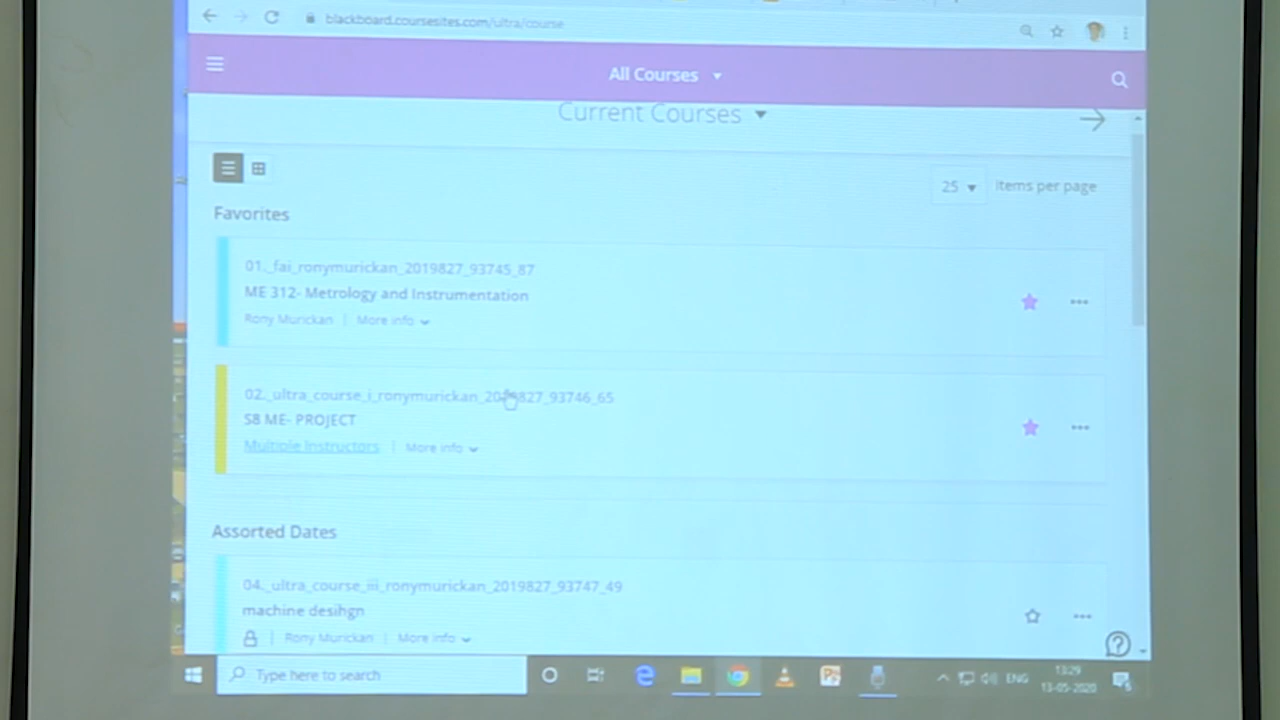 blackboard.coursesites.com/ultra/course
All Courses
Current Courses
25 items per page
Favorites
01._fai_ronymurickan_2019827_93745_87
ME 312- Metrology and Instrumentation
Rony Murickan | More info
02._ultra_course_i_ronymurickan_2019827_93746_65
S8 ME- PROJECT
Multiple Instructors | More info
Assorted Dates
04._ultra_course_iii_ronymurickan_2019827_93747_49
machine desihgn
Rony Murickan | More info
Type here to search
ENG
13:29
13-05-2020